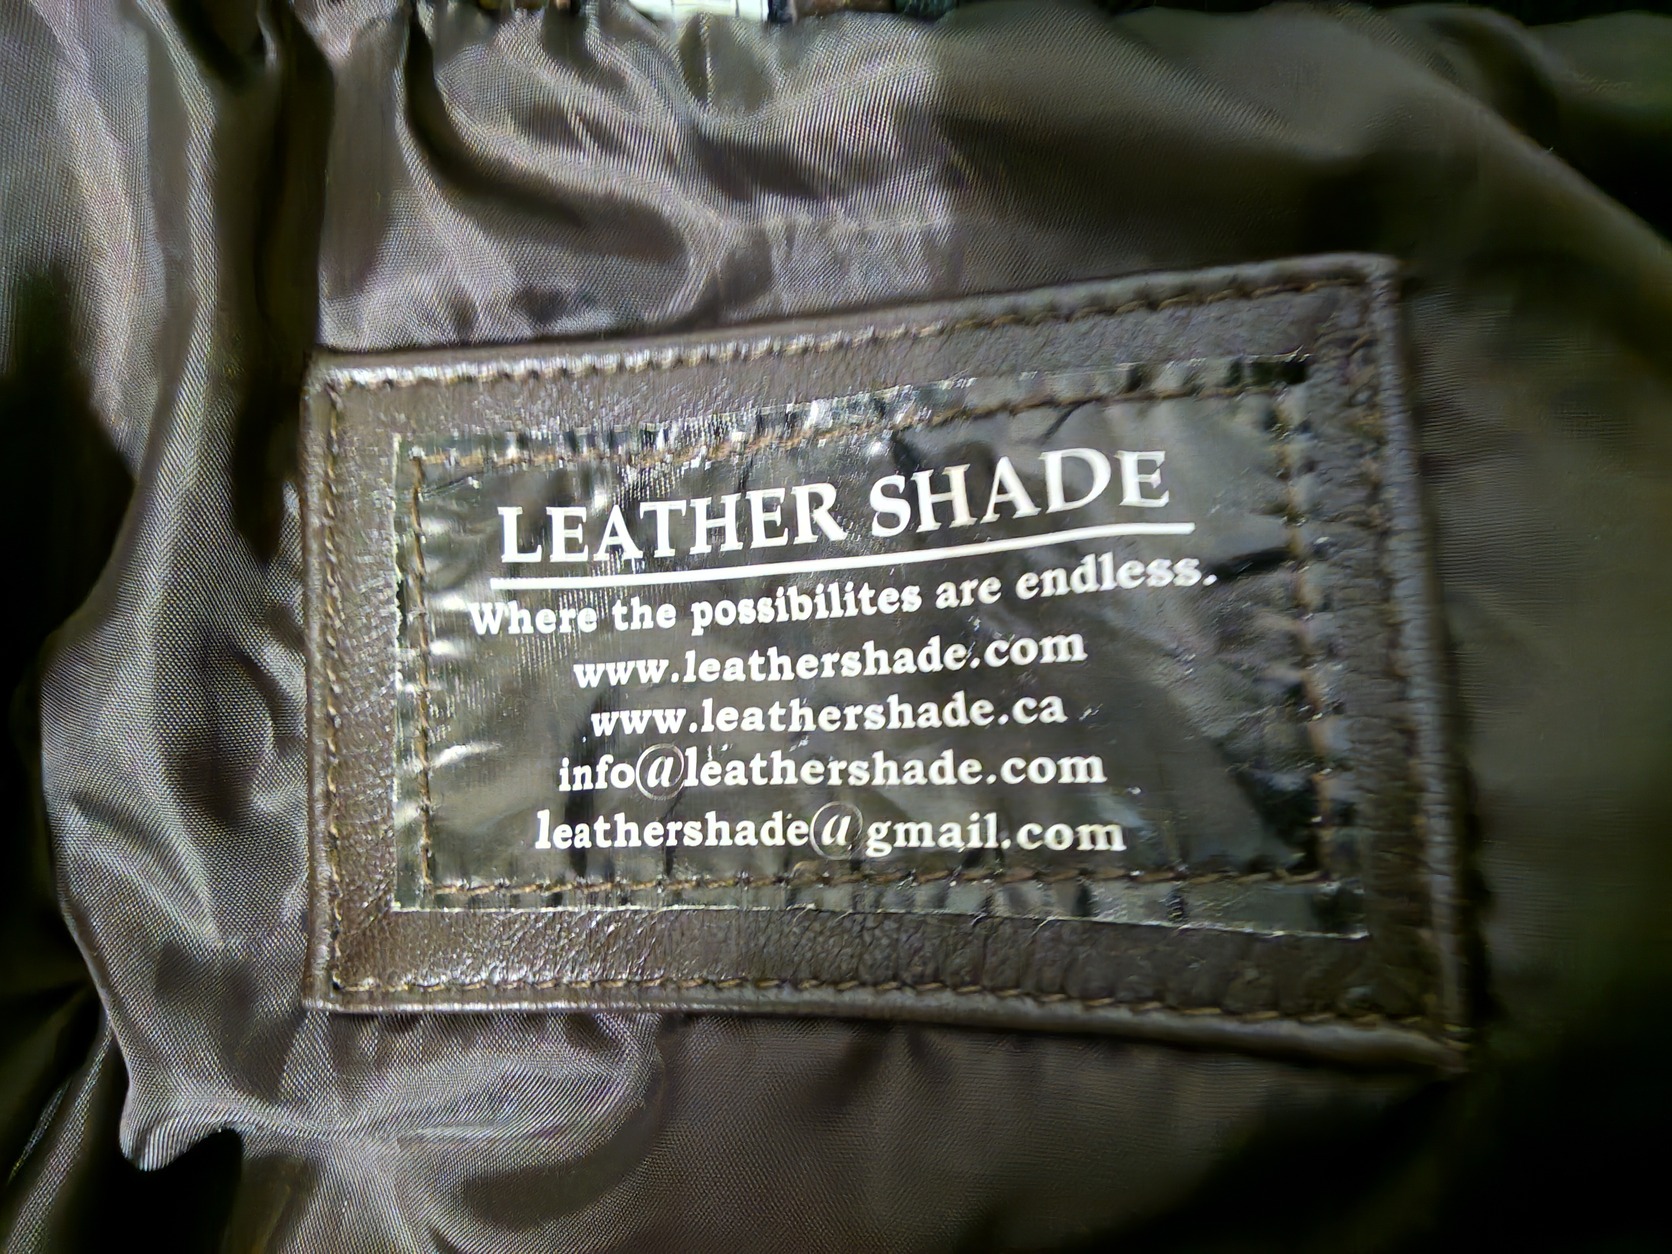 LEATHER SHADE
Where the possibilites are endless.
www.leathershade.com
www.leathershade.ca
info@leathershade.com
leathershade@gmail.com